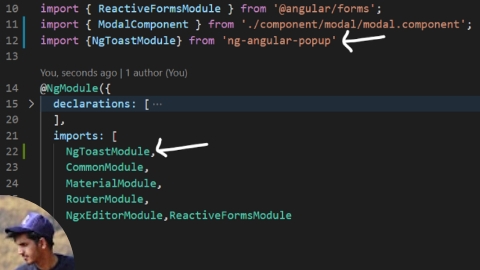 10 import { ReactiveFormsModule } from '@angular/forms';
11 import { ModalComponent } from './component/modal/modal.component';
12 import {NgToastModule} from 'ng-angular-popup'
You, seconds ago | 1 author (You)
14 @NgModule({
15 declarations: [ ···
20 ],
21 imports: [
22 NgToastModule,
23 CommonModule,
24 MaterialModule,
RouterModule,
NgxEditorModule,ReactiveFormsModule